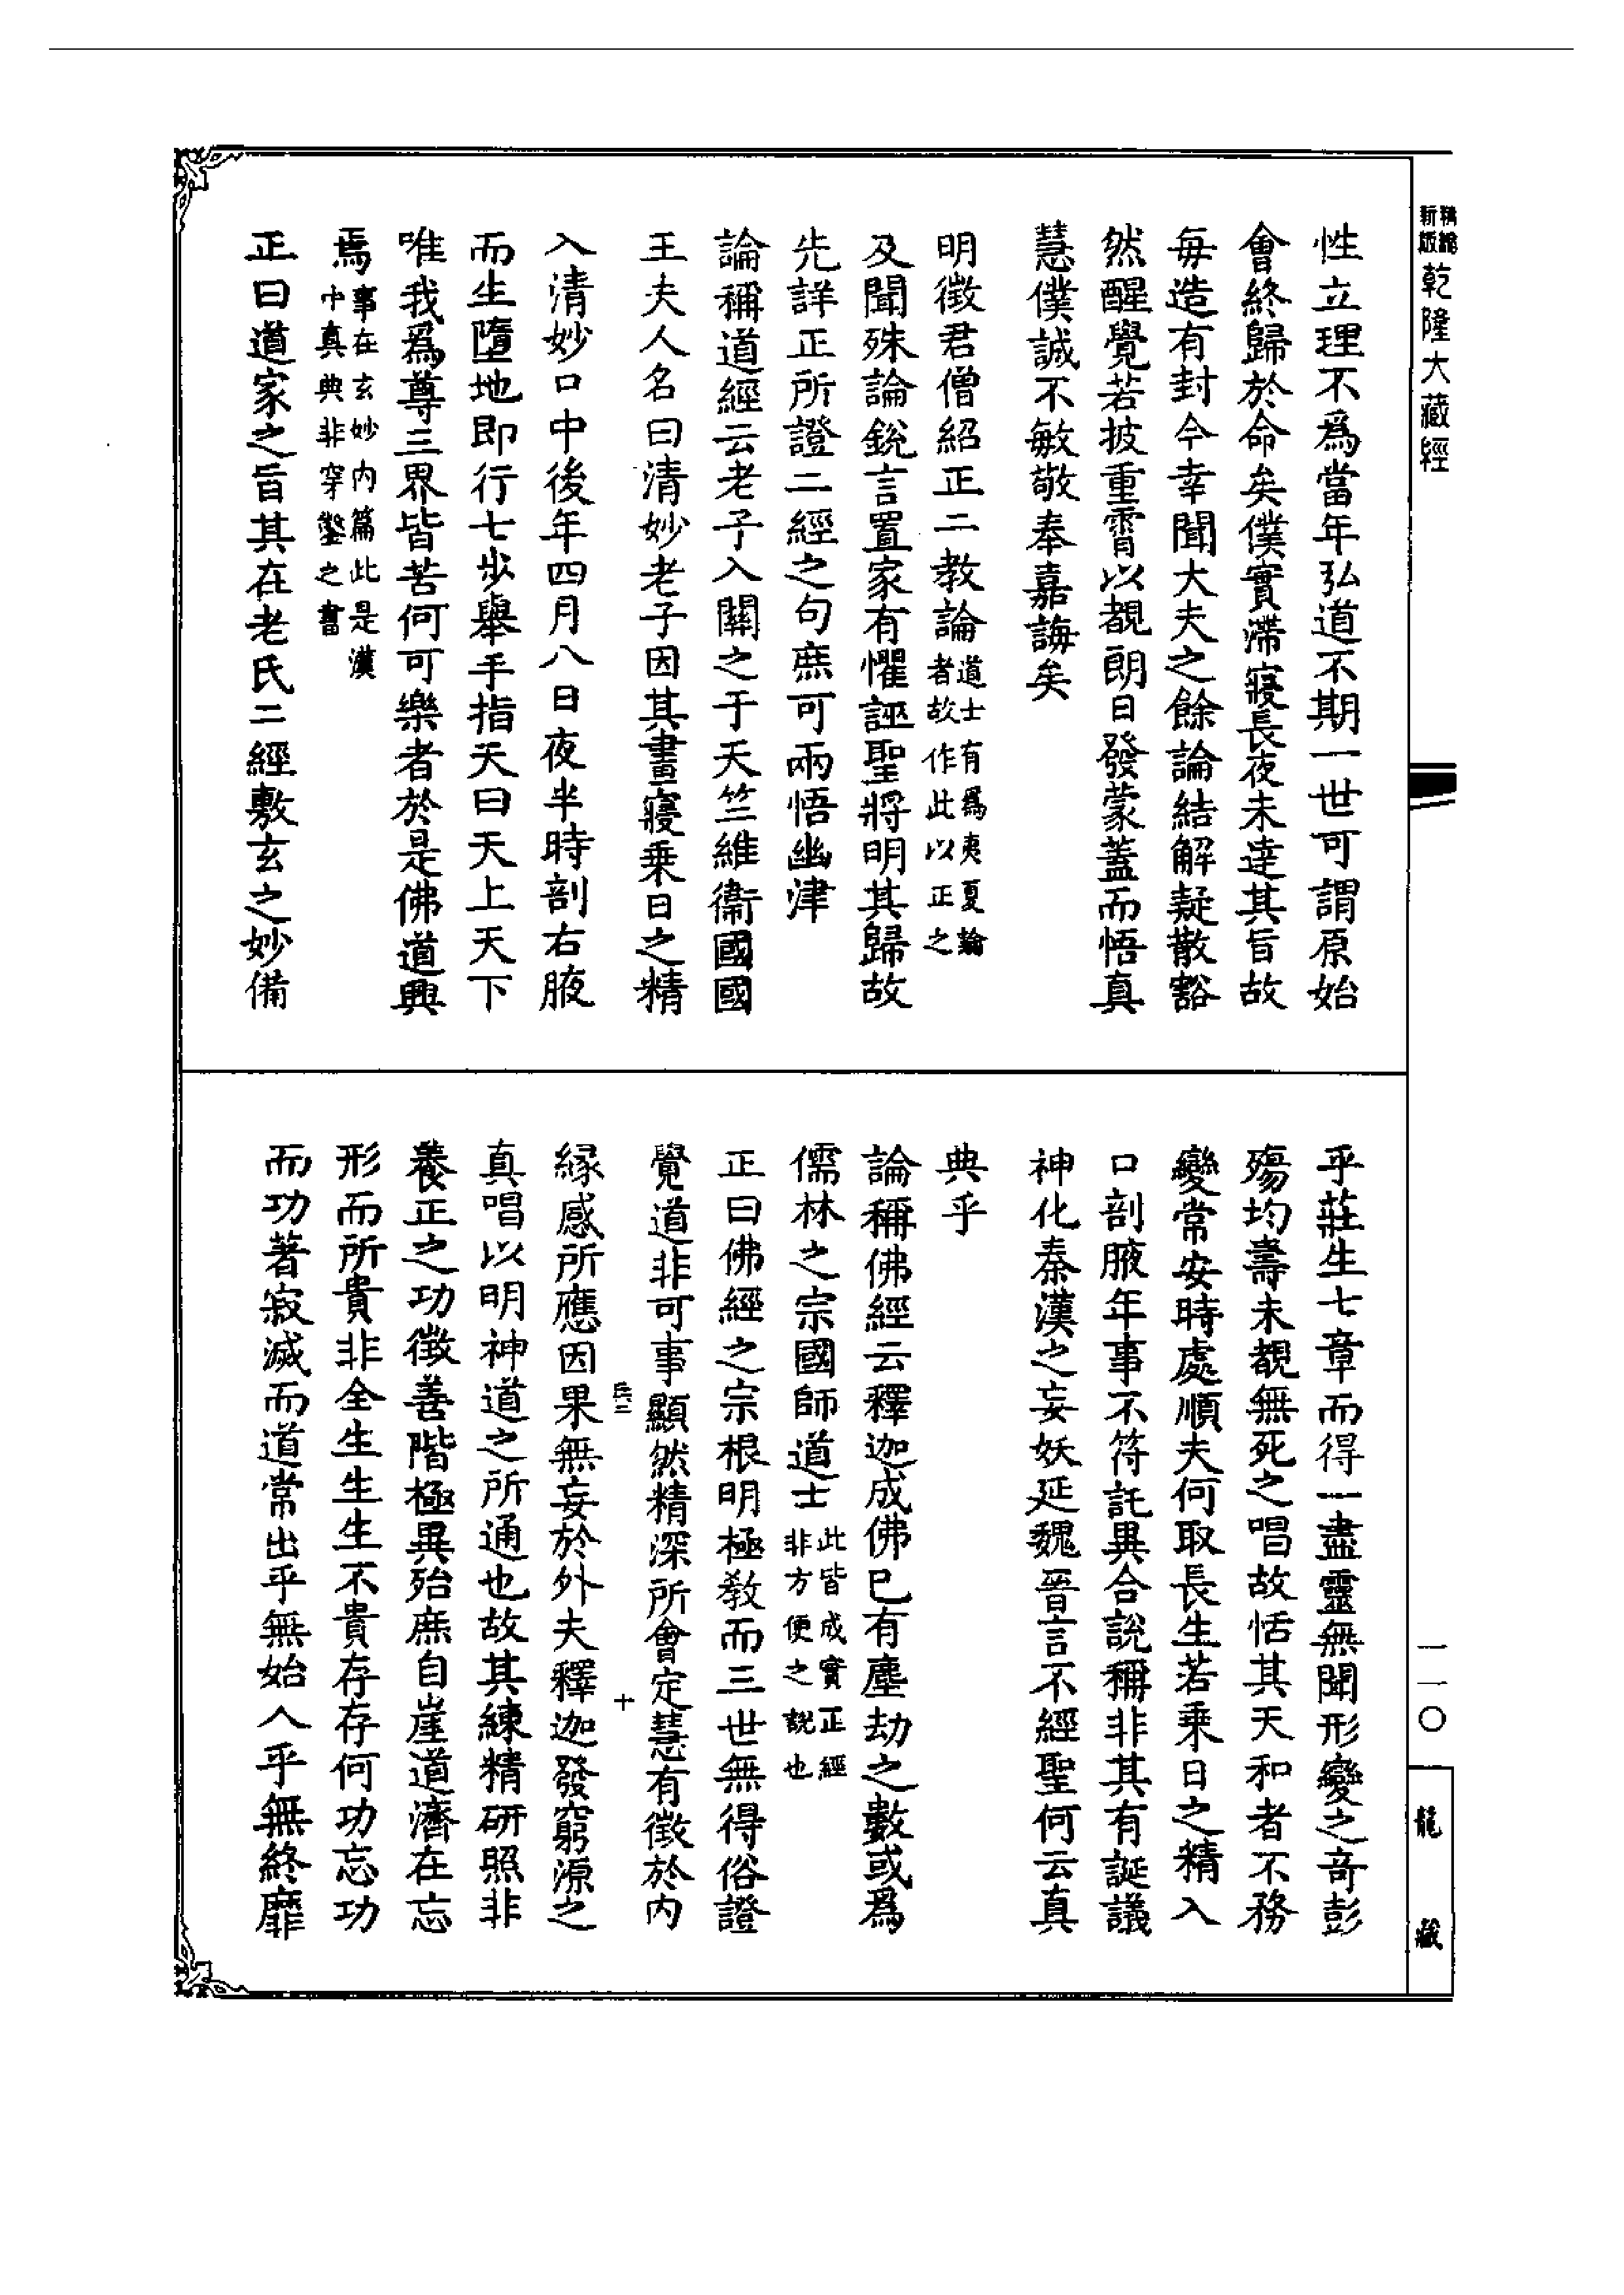 新版
精縮
乾隆大藏經
性立理不爲當年弘道不期一世可謂原始
會終歸於命矣僕實滯寢長夜未達其旨故
每造有封今幸聞大夫之餘論結解疑散豁
然醒覺若披重霄以覩朗日發蒙蓋而悟真
慧僕誠不敏敬奉嘉誨矣
明徵君僧紹正二教論道士有爲夷夏論
者故作此以正之
及聞殊論銳言置家有懼誣聖將明其歸故
先詳正所證二經之句庶可兩悟幽津
論稱道經云老子入關之于天竺維衞國國
王夫人名曰清妙老子因其晝寢乘日之精
入清妙口中後年四月八日夜半時剖右腋
而生墮地即行七步舉手指天曰天上天下
唯我爲尊三界皆苦何可樂者於是佛道興
焉事在玄妙內篇此是漢
中真典非穿鑿之書
正曰道家之旨其在老氏二經敷玄之妙備
乎莊生七章而得一盡靈無聞形變之奇彭
殤均壽未覩無死之唱故恬其天和者不務
變常安時處順夫何取長生若乘日之精入
口剖腋年事不符託異合說稱非其有誕議
神化秦漢之妄妖延魏晉言不經聖何云真
典乎
論稱佛經云釋迦成佛已有塵劫之數或爲
儒林之宗國師道士此皆成實正經
非方便之說也
正曰佛經之宗根明極教而三世無得俗證
覺道非可事顯然精深所會定慧有徵於內
緣感所應因果無妄於外夫釋迦發窮源之
真唱以明神道之所通也故其練精研照非
養正之功徵善階極異殆庶自崖道濟在忘
形而所貴非全生生生不貴存存何功忘功
而功著寂滅而道常出乎無始入乎無終靡
十
一一〇
龍藏